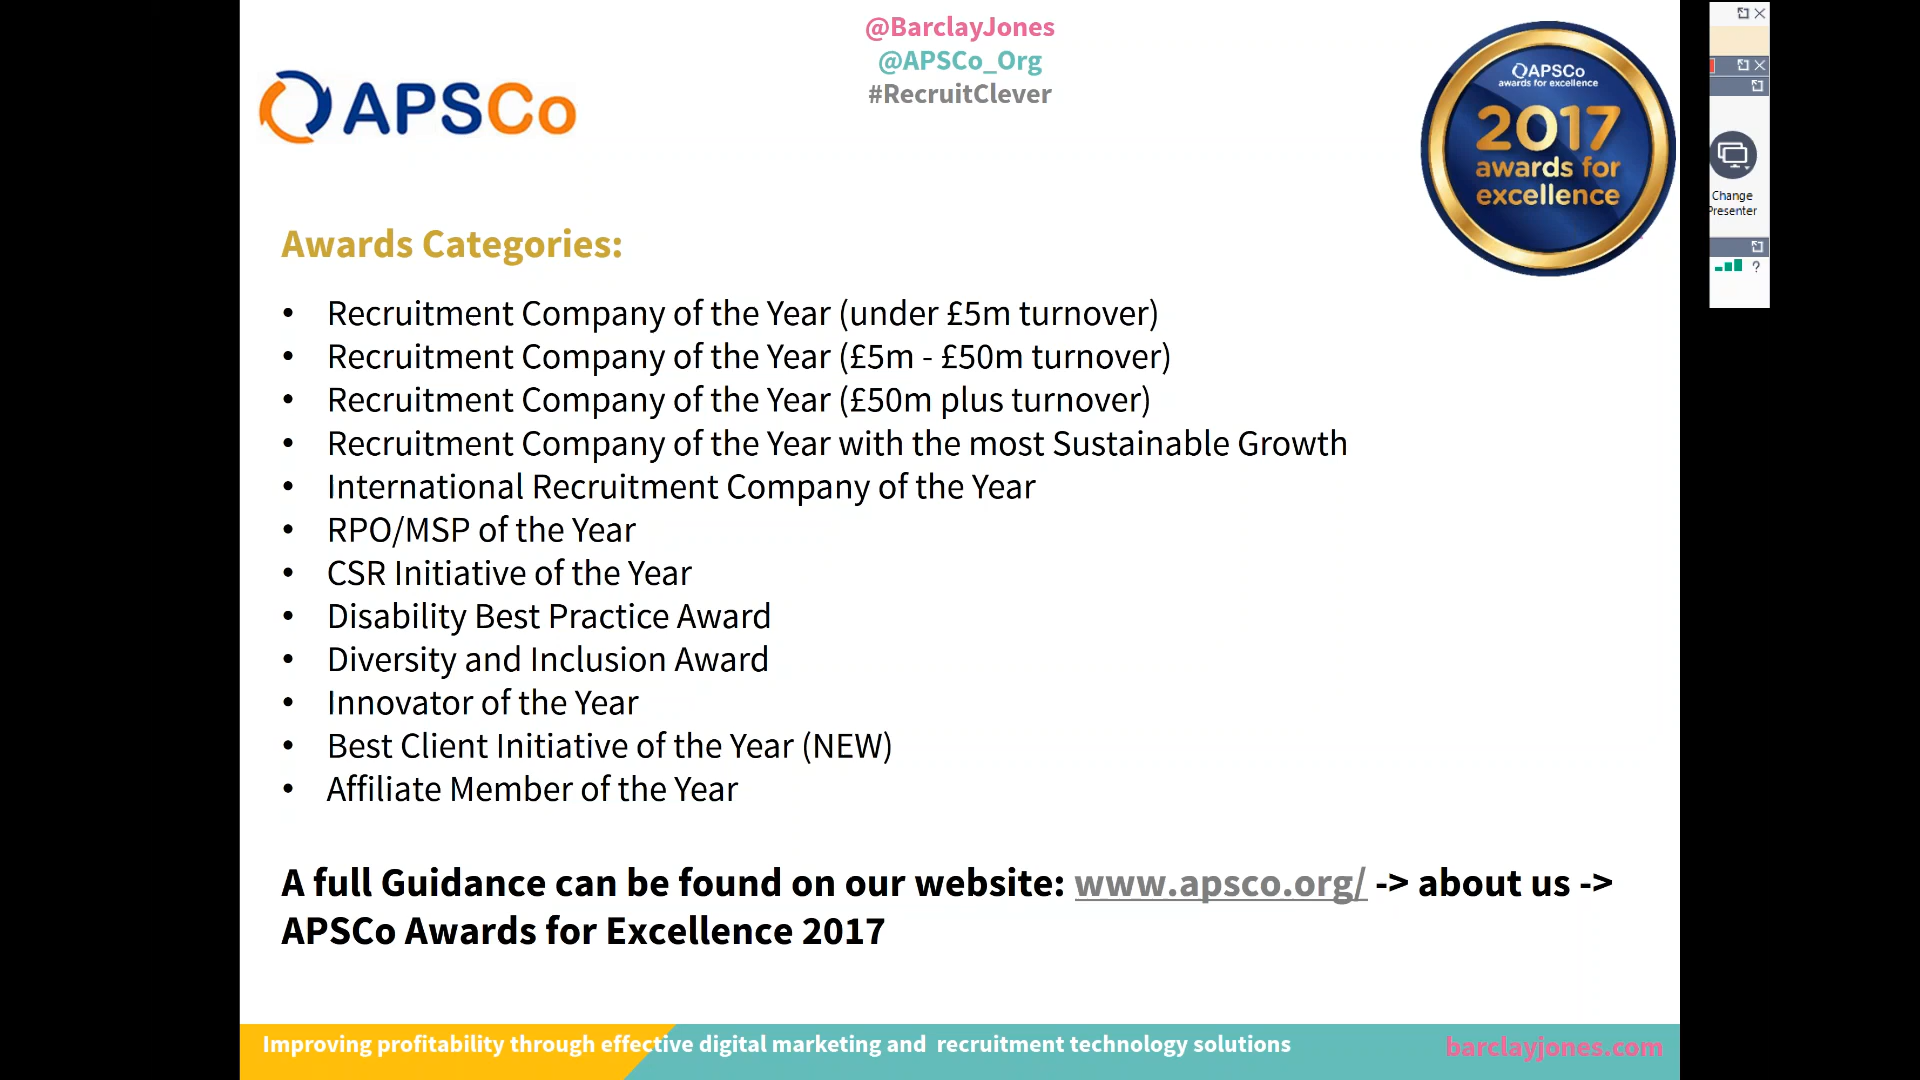 @BarclayJones
@APSCo_Org
#RecruitClever
APSCo
APSCo
awards for excellence
2017
awards for
excellence
Change
Presenter
?
Awards Categories:
• Recruitment Company of the Year (under £5m turnover)
• Recruitment Company of the Year (£5m - £50m turnover)
• Recruitment Company of the Year (£50m plus turnover)
• Recruitment Company of the Year with the most Sustainable Growth
• International Recruitment Company of the Year
• RPO/MSP of the Year
• CSR Initiative of the Year
• Disability Best Practice Award
• Diversity and Inclusion Award
• Innovator of the Year
• Best Client Initiative of the Year (NEW)
• Affiliate Member of the Year
A full Guidance can be found on our website: www.apsco.org/ -> about us ->
APSCo Awards for Excellence 2017
Improving profitability through effective digital marketing and  recruitment technology solutions
barclayjones.com